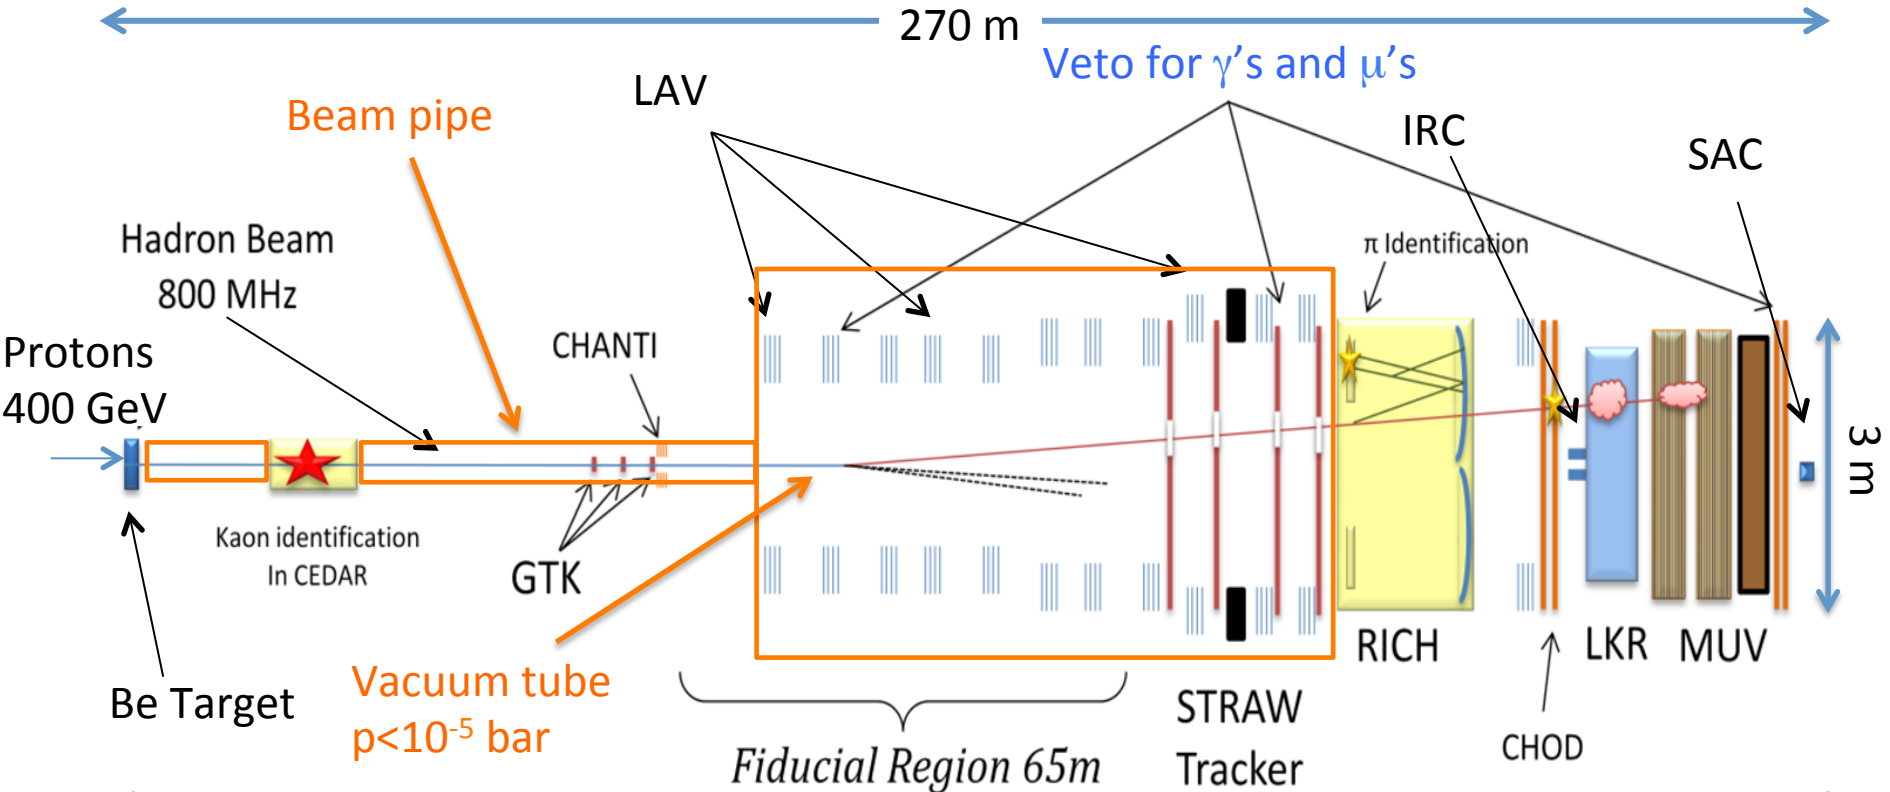 270 m
Veto for γ's and μ's
LAV
Beam pipe
IRC
SAC
Hadron Beam
800 MHz
π Identification
CHANTI
Protons
400 GeV
3 m
Kaon identification
In CEDAR
GTK
Be Target
Vacuum tube
p<10⁻⁵ bar
Fiducial Region 65m
STRAW
Tracker
RICH
CHOD
LKR
MUV